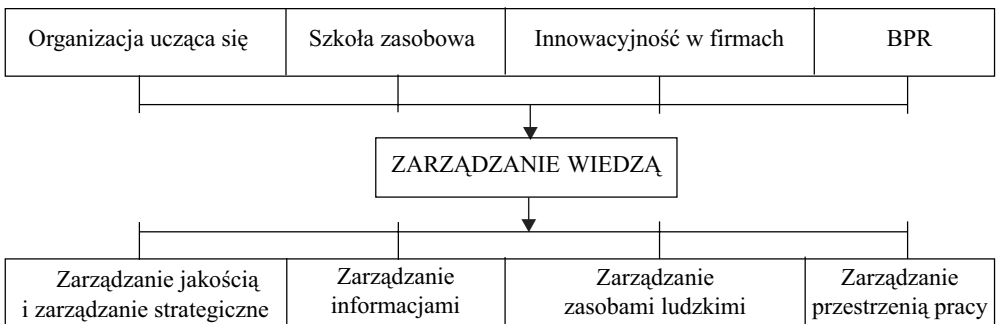 Organizacja ucząca się
Szkoła zasobowa
Innowacyjność w firmach
BPR
ZARZĄDZANIE WIEDZĄ
Zarządzanie jakością
i zarządzanie strategiczne
Zarządzanie
informacjami
Zarządzanie
zasobami ludzkimi
Zarządzanie
przestrzenią pracy